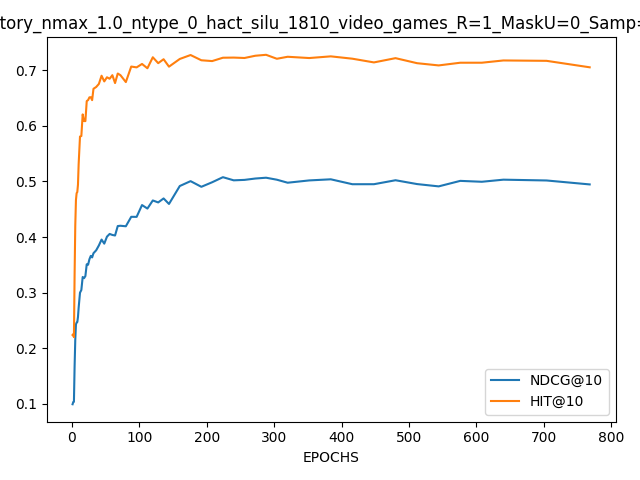 tory_nmax_1.0_ntype_0_hact_silu_1810_video_games_R=1_MaskU=0_Samp=
0.7
0.6
0.5
0.4
0.3
0.2
0.1
NDCG@10
HIT@10
0 100 200 300 400 500 600 700 800
EPOCHS